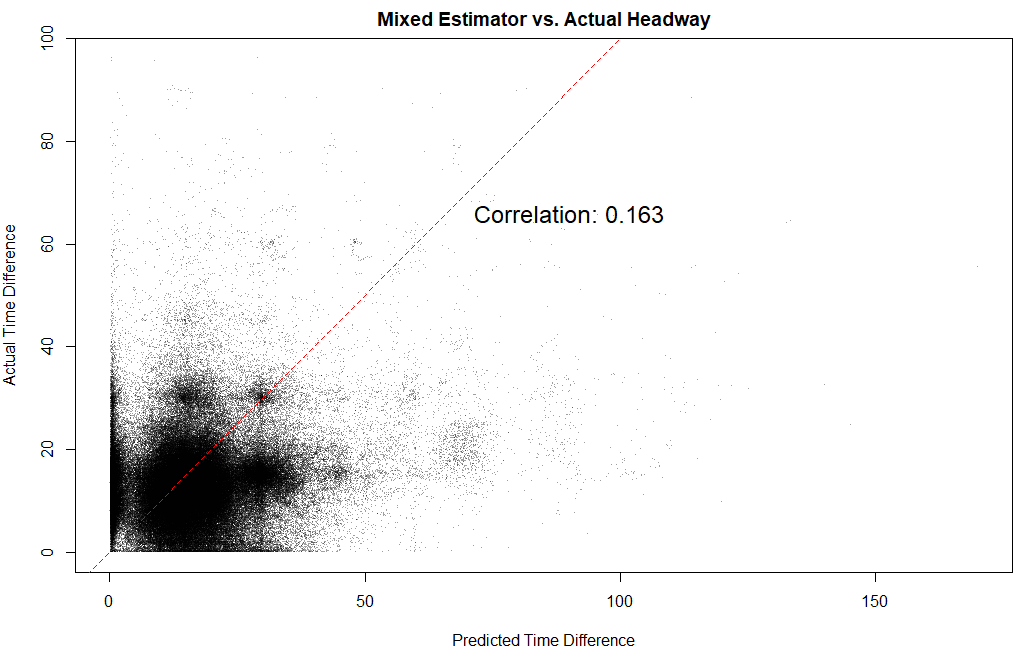 Mixed Estimator vs. Actual Headway
100
80
60
40
20
0
Actual Time Difference
Correlation: 0.163
0 50 100 150
Predicted Time Difference